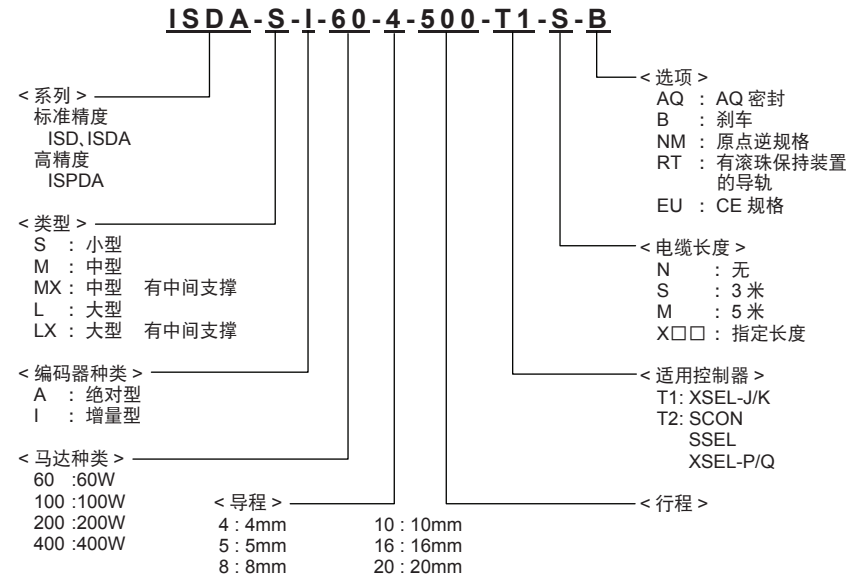 ISDA-S-I-60-4-500-T1-S-B
< 系列 >
标准精度
ISD、ISDA
高精度
ISPDA
< 类型 >
S : 小型
M : 中型
MX : 中型 有中间支撑
L : 大型
LX : 大型 有中间支撑
< 编码器种类 >
A : 绝对型
I : 增量型
< 马达种类 >
60 :60W
100 :100W
200 :200W
400 :400W
< 导程 >
4 : 4mm 10 : 10mm
5 : 5mm 16 : 16mm
8 : 8mm 20 : 20mm
< 选项 >
AQ : AQ 密封
B : 刹车
NM : 原点逆规格
RT : 有滚珠保持装置
的导轨
EU : CE 规格
< 电缆长度 >
N : 无
S : 3 米
M : 5 米
X□□ : 指定长度
< 适用控制器 >
T1: XSEL-J/K
T2: SCON
SSEL
XSEL-P/Q
< 行程 >